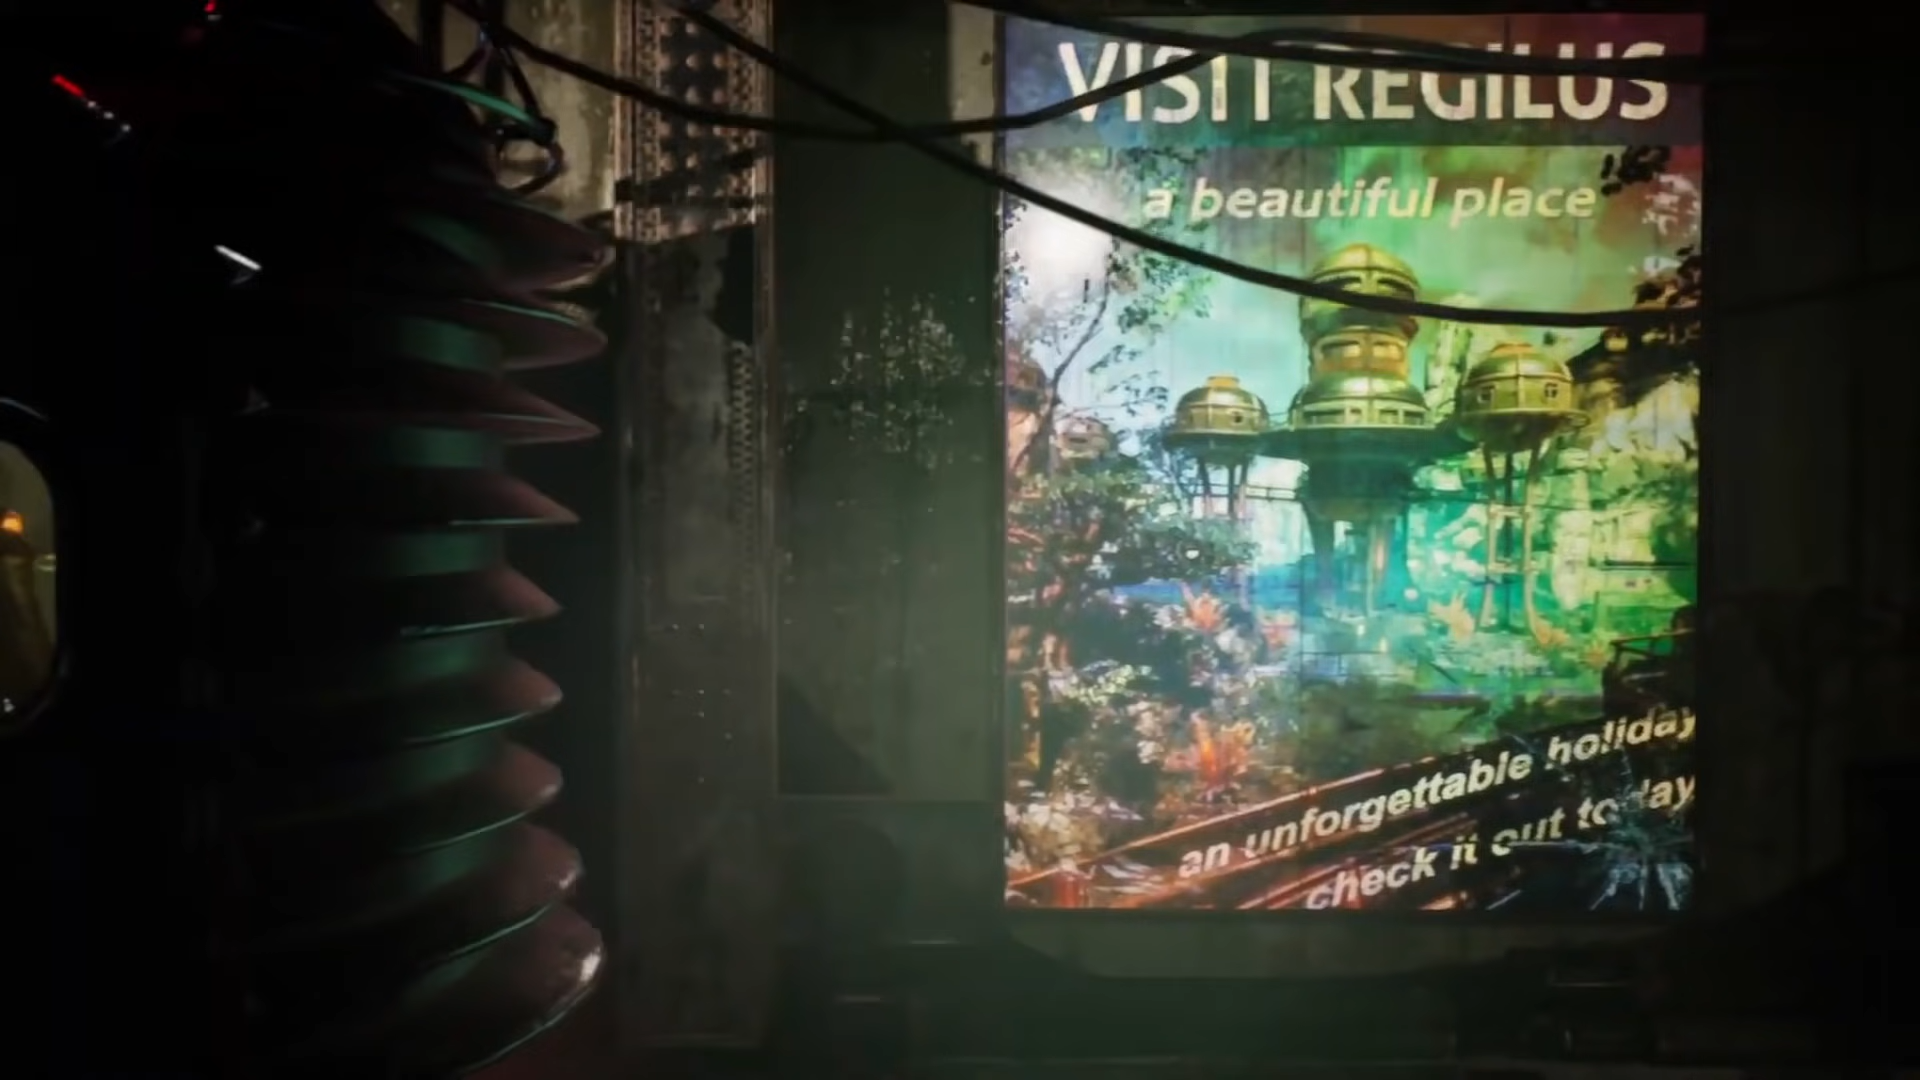 VISIT REGILUS
a beautiful place
an unforgettable holiday
check it out today